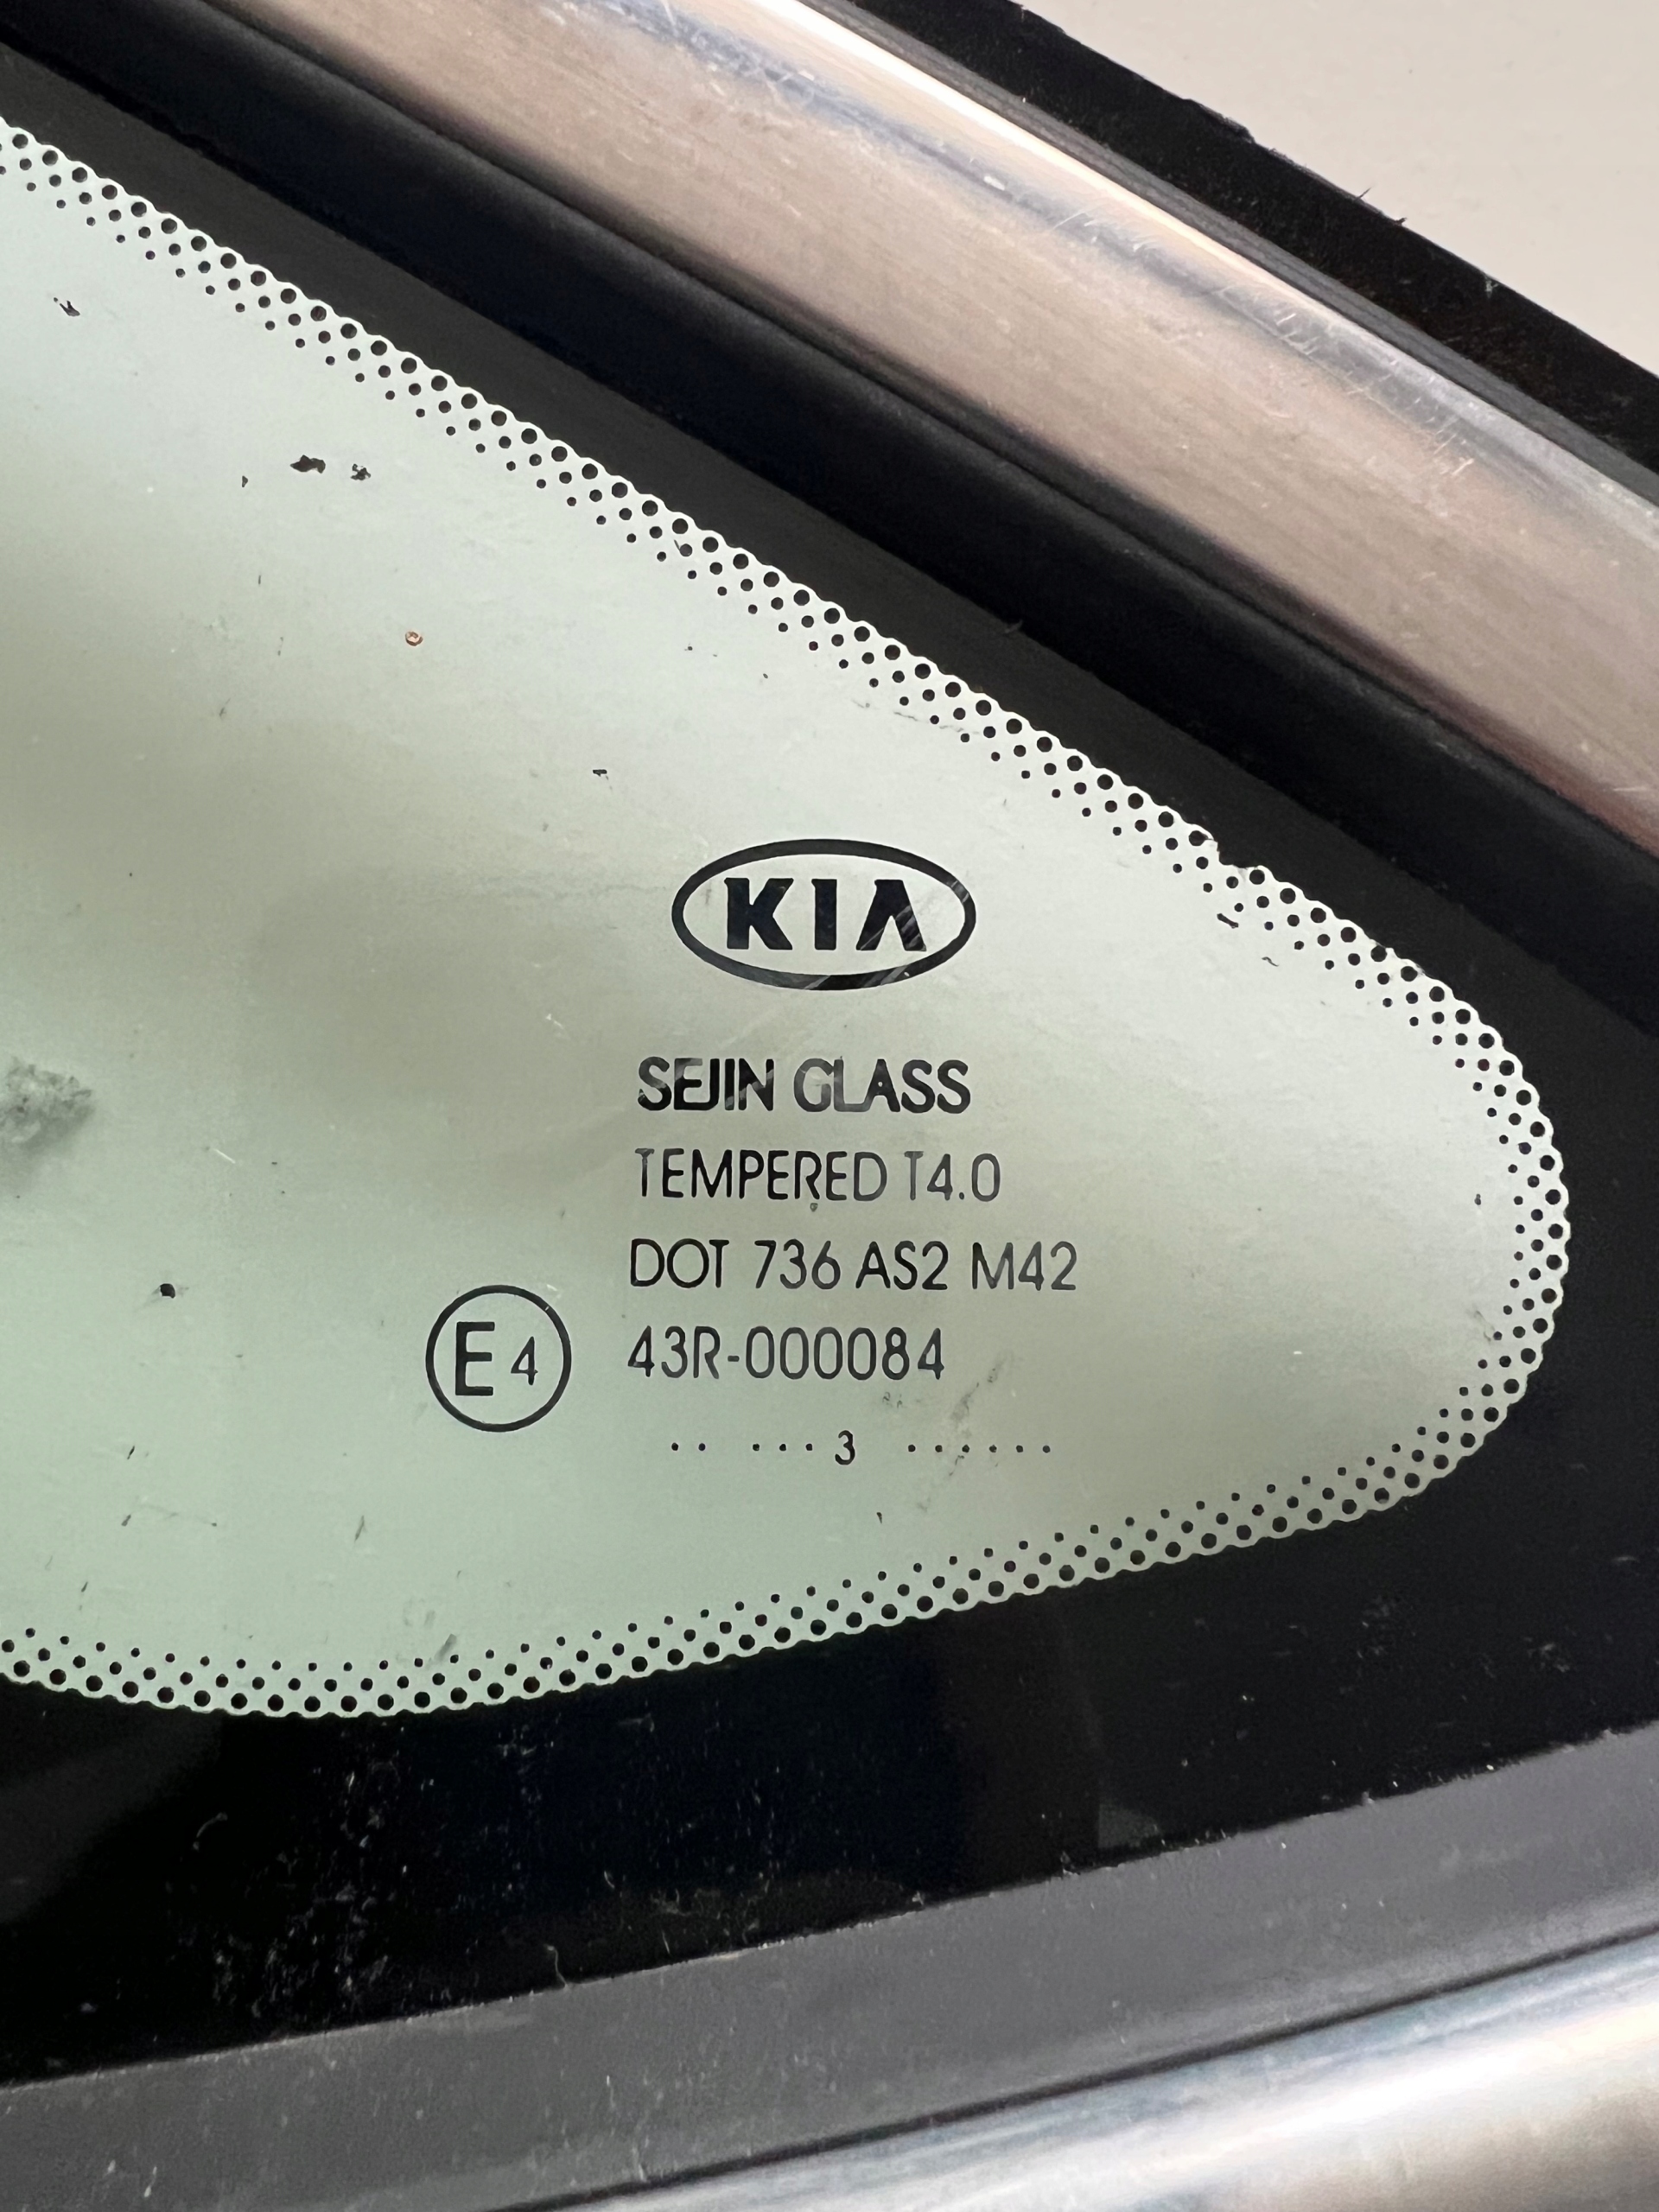 KIA
SEJIN GLASS
TEMPERED T4.0
DOT 736 AS2 M42
E4 43R-000084
.. ...3 ......